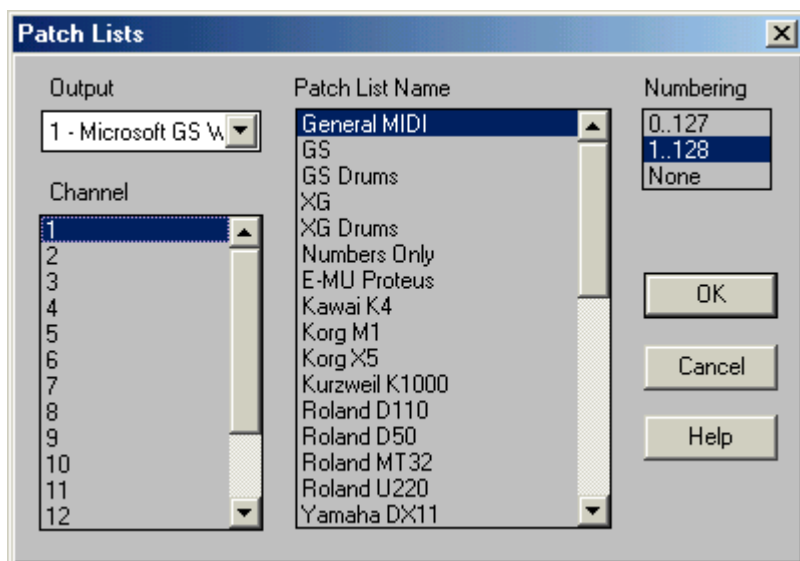 Patch Lists
Output
1 - Microsoft GS
Channel
1
2
3
4
5
6
7
8
9
10
11
12
Patch List Name
General MIDI
GS
GS Drums
XG
XG Drums
Numbers Only
E-MU Proteus
Kawai K4
Korg M1
Korg X5
Kurzweil K1000
Roland D110
Roland D50
Roland MT32
Roland U220
Yamaha DX11
Numbering
0..127
1..128
None
OK
Cancel
Help